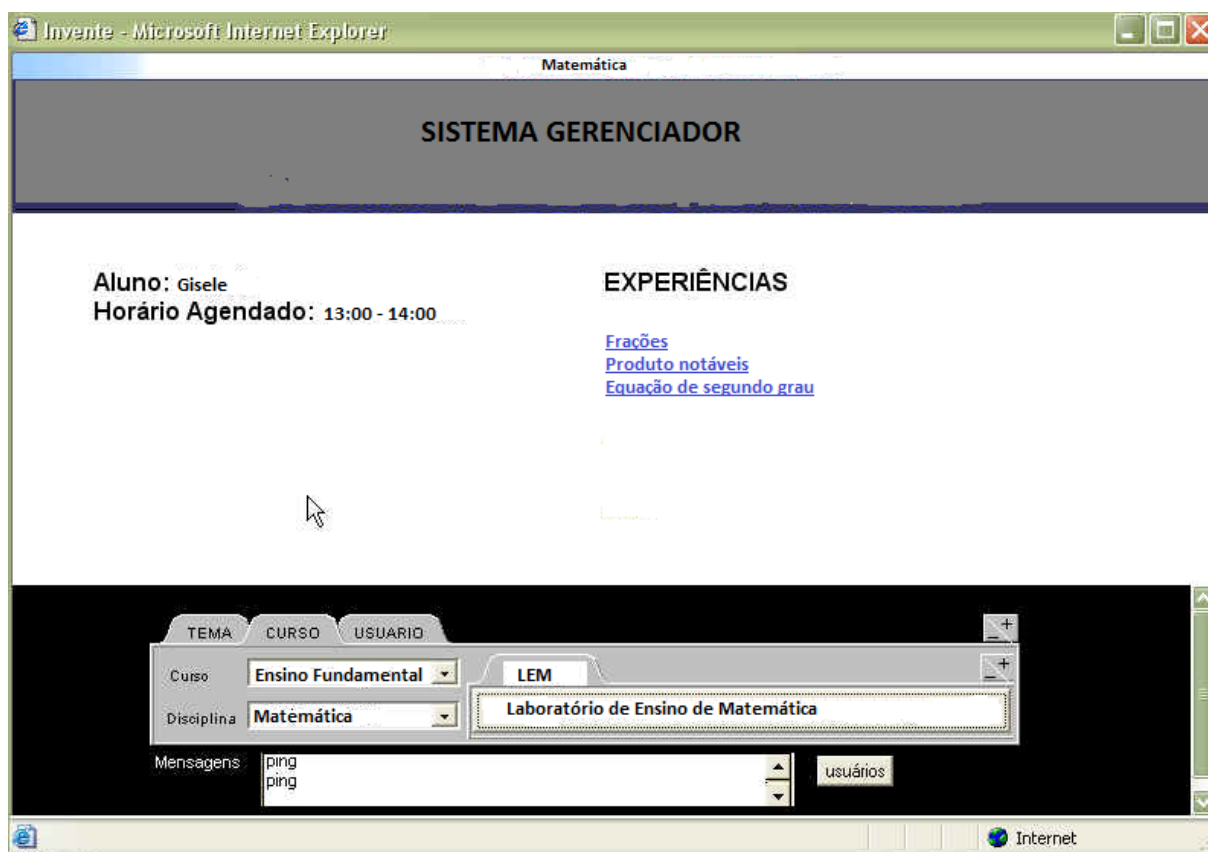 Invente - Microsoft Internet Explorer
Matemática
SISTEMA GERENCIADOR
Aluno: Gisele
Horário Agendado: 13:00 - 14:00
EXPERIÊNCIAS
Frações
Produto notáveis
Equação de segundo grau
TEMA CURSO USUARIO
Curso Ensino Fundamental LEM
Disciplina Matemática Laboratório de Ensino de Matemática
Mensagens ping
ping
usuários
Internet